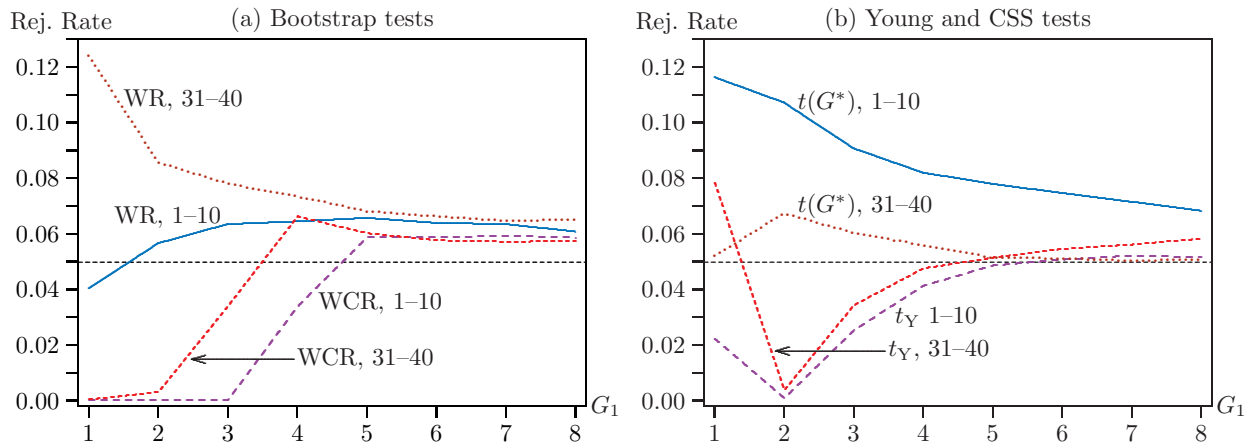 Rej. Rate
(a) Bootstrap tests
0.12
0.10
0.08
0.06
0.04
0.02
0.00
WR, 31–40
WR, 1–10
WCR, 1–10
WCR, 31–40
1 2 3 4 5 6 7 8
G₁
Rej. Rate
(b) Young and CSS tests
0.12
0.10
0.08
0.06
0.04
0.02
0.00
t(G*), 1–10
t(G*), 31–40
t_Y 1–10
t_Y, 31–40
1 2 3 4 5 6 7 8
G₁